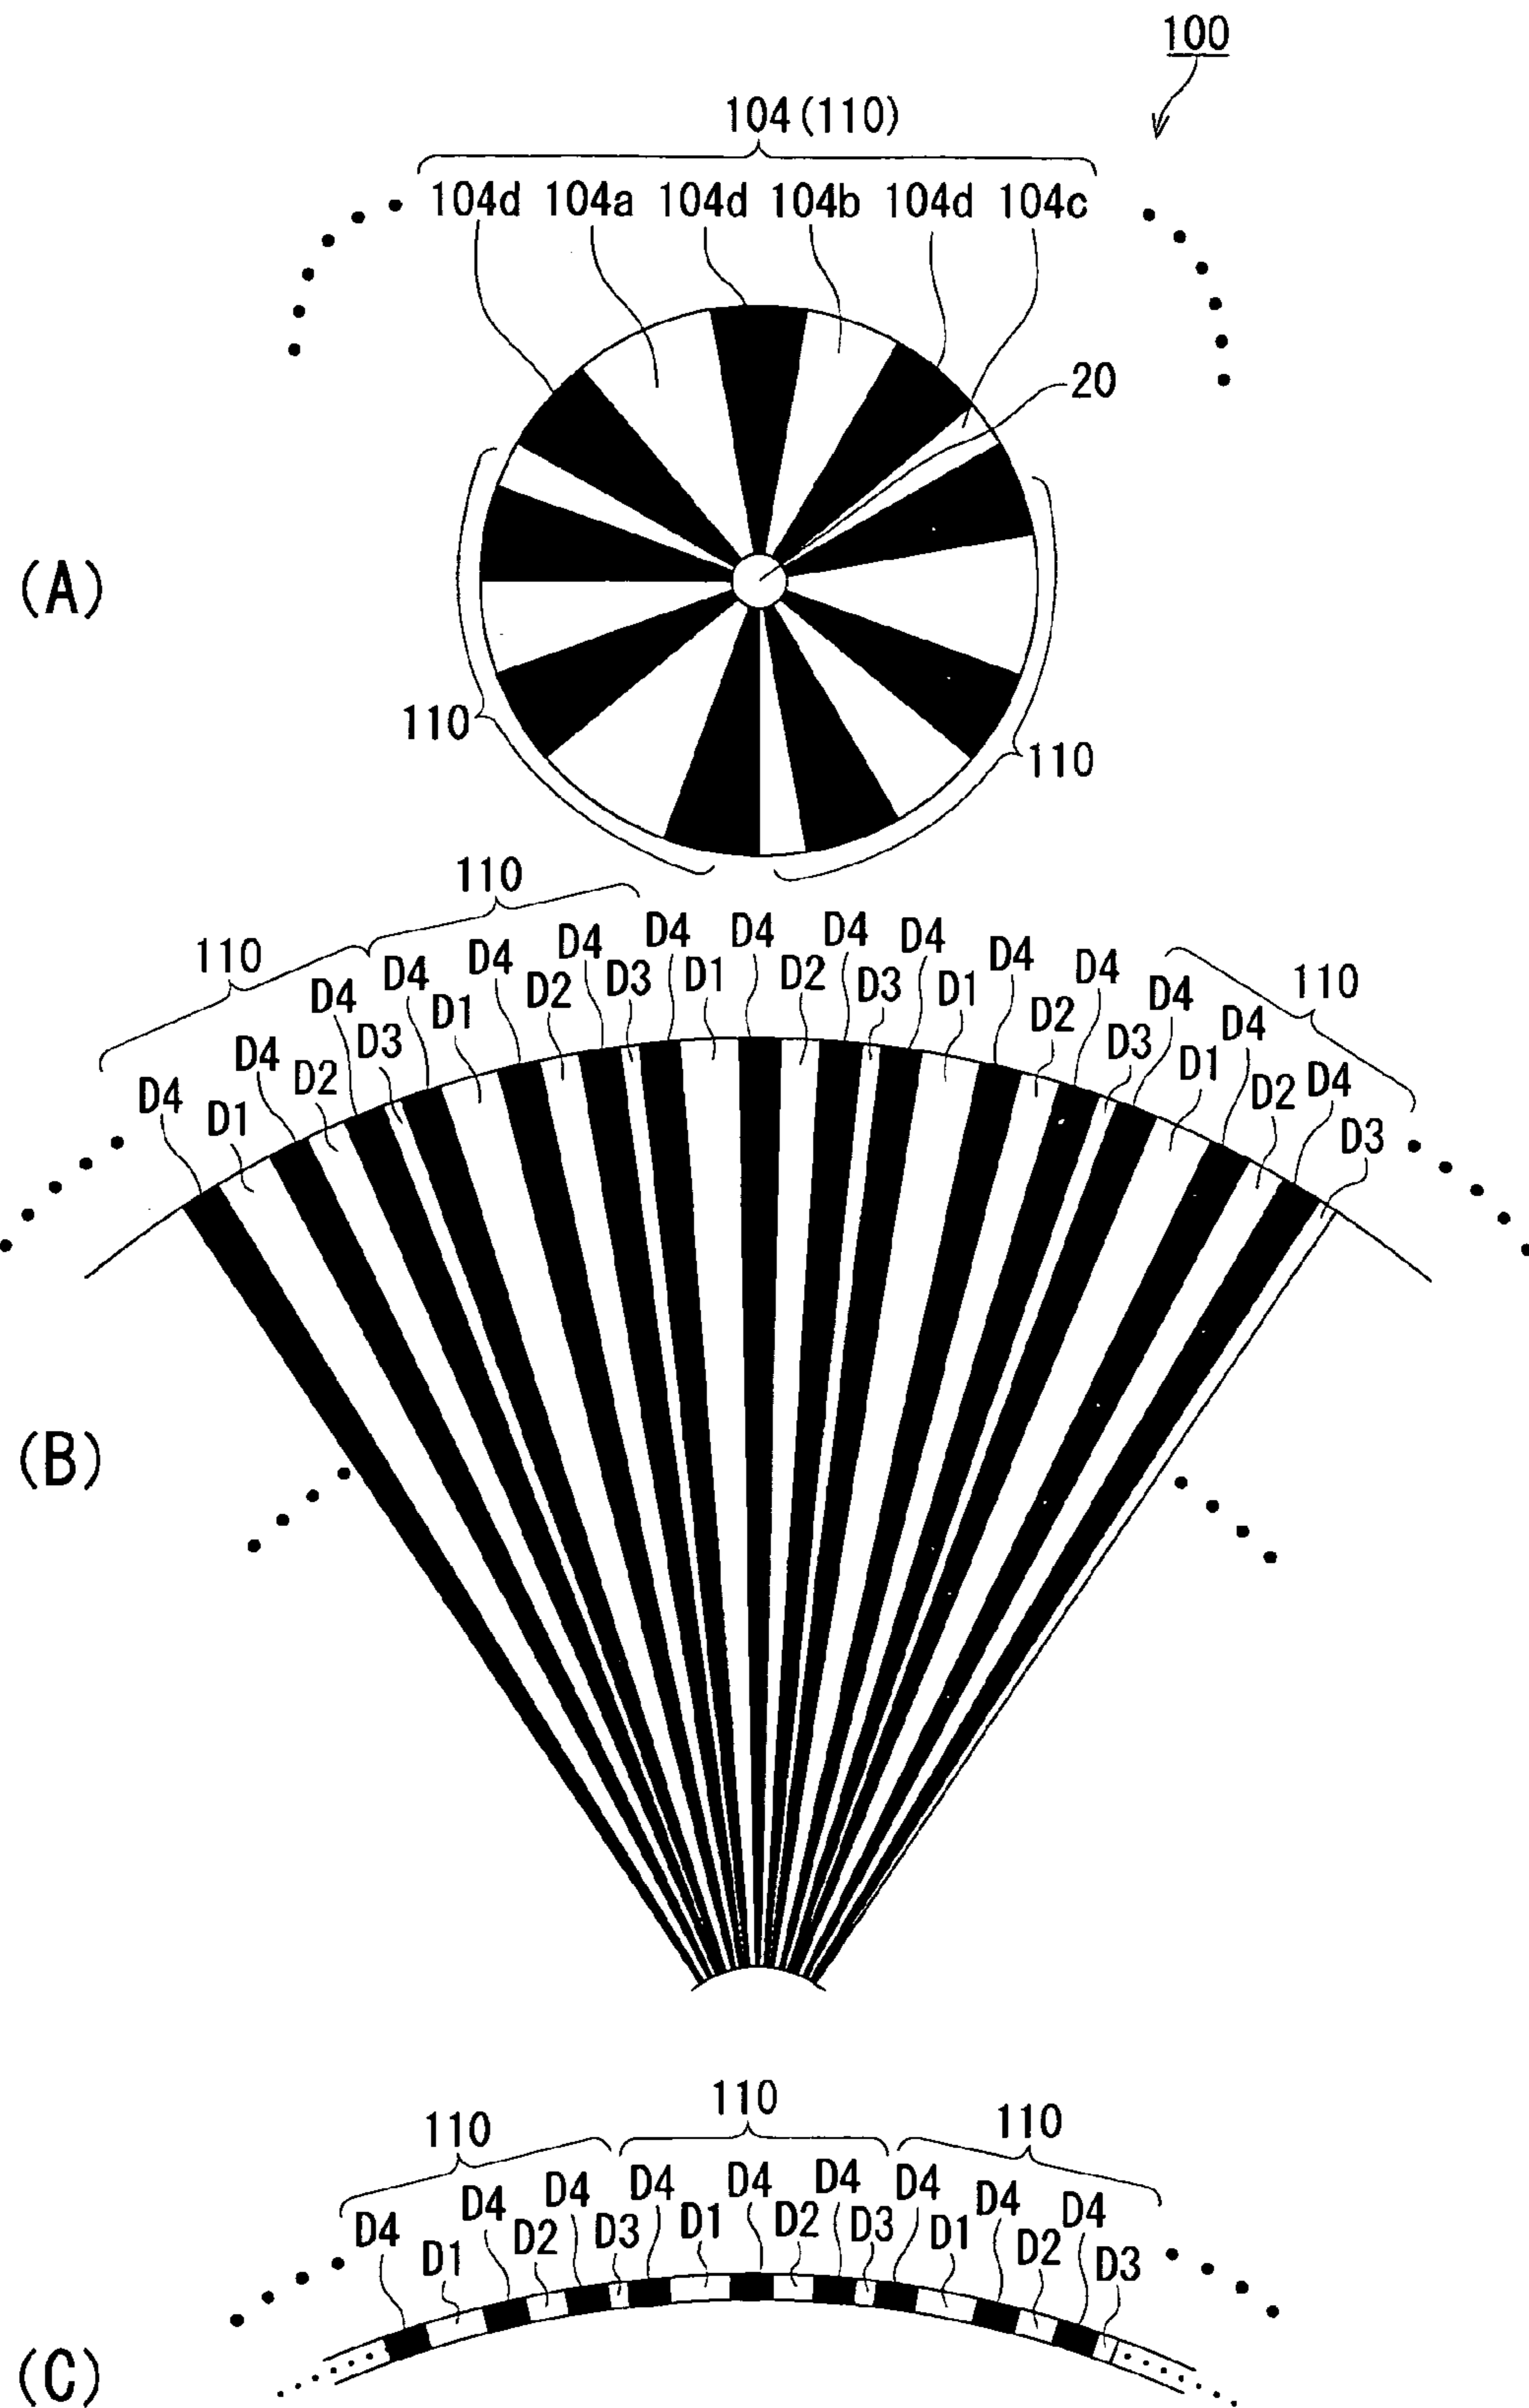 100
104(110)
104d 104a 104d 104b 104d 104c
20
(A)
110
110
110
110
D4 D4 D4 D4 D4
D4 D4 D4
D3 D1 D2 D3 D1
D4 D2 D4
110
D4 D1 D2 D4
D4 D3 D3 D4
D4 D2 D1 D2 D4
D4 D1 D3
(B)
110
110 110
D4 D4 D4 D4 D4 D4 D4
D4 D2 D3 D1 D2 D3 D1 D4
D1 D2 D3
(C)